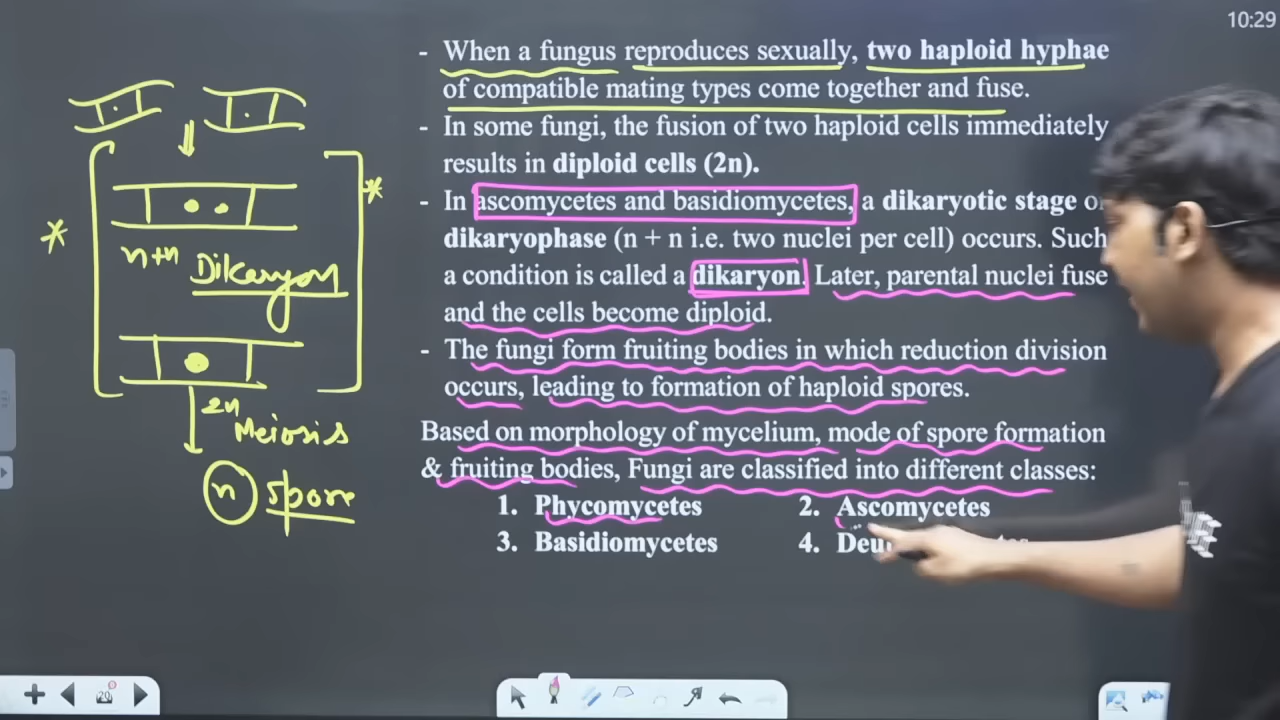 10:29
- When a fungus reproduces sexually, two haploid hyphae
of compatible mating types come together and fuse.
- In some fungi, the fusion of two haploid cells immediately
results in diploid cells (2n).
- In ascomycetes and basidiomycetes, a dikaryotic stage or
dikaryophase (n + n i.e. two nuclei per cell) occurs. Such
a condition is called a dikaryon. Later, parental nuclei fuse
and the cells become diploid.
- The fungi form fruiting bodies in which reduction division
occurs, leading to formation of haploid spores.
Based on morphology of mycelium, mode of spore formation
& fruiting bodies, Fungi are classified into different classes:
1. Phycomycetes 2. Ascomycetes
3. Basidiomycetes 4.
*
*
n+n Dikaryon
2n
Meiosis
n spore
20